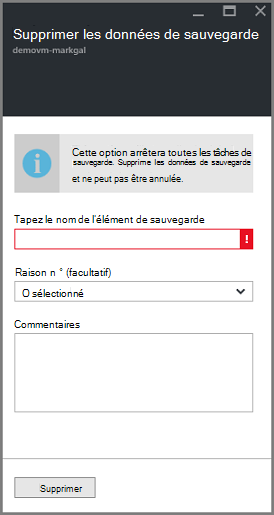 Supprimer les données de sauvegarde
demovm-markgal
Cette option arrêtera toutes les tâches de
sauvegarde. Supprime les données de sauvegarde
et ne peut pas être annulée.
Tapez le nom de l'élément de sauvegarde
!
Raison n ° (facultatif)
O sélectionné
Commentaires
Supprimer